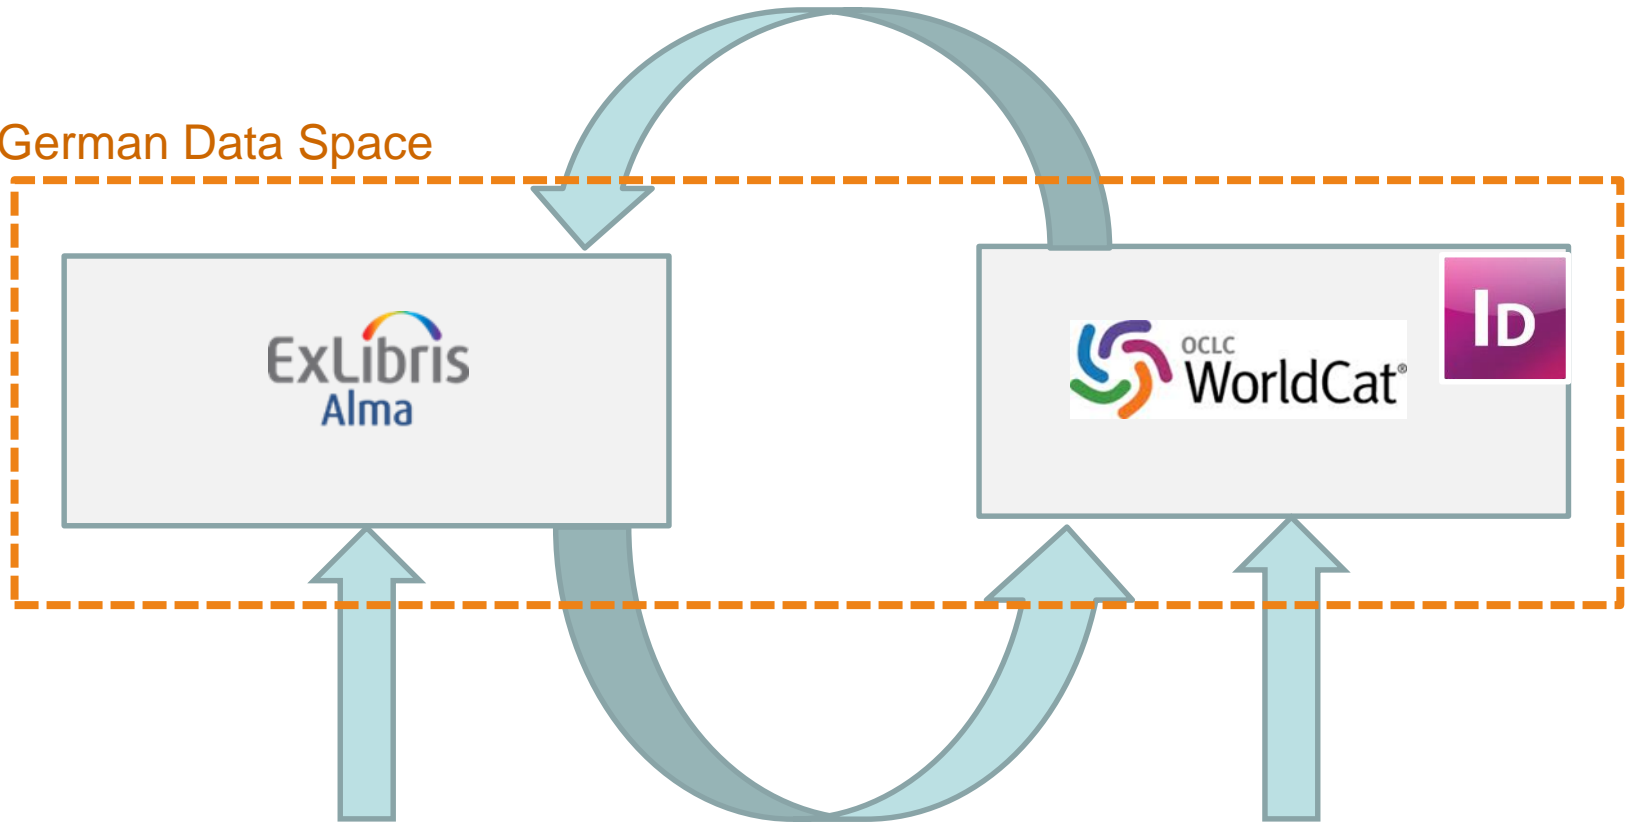 German Data Space
ExLibris
Alma
OCLC
WorldCat®
ID